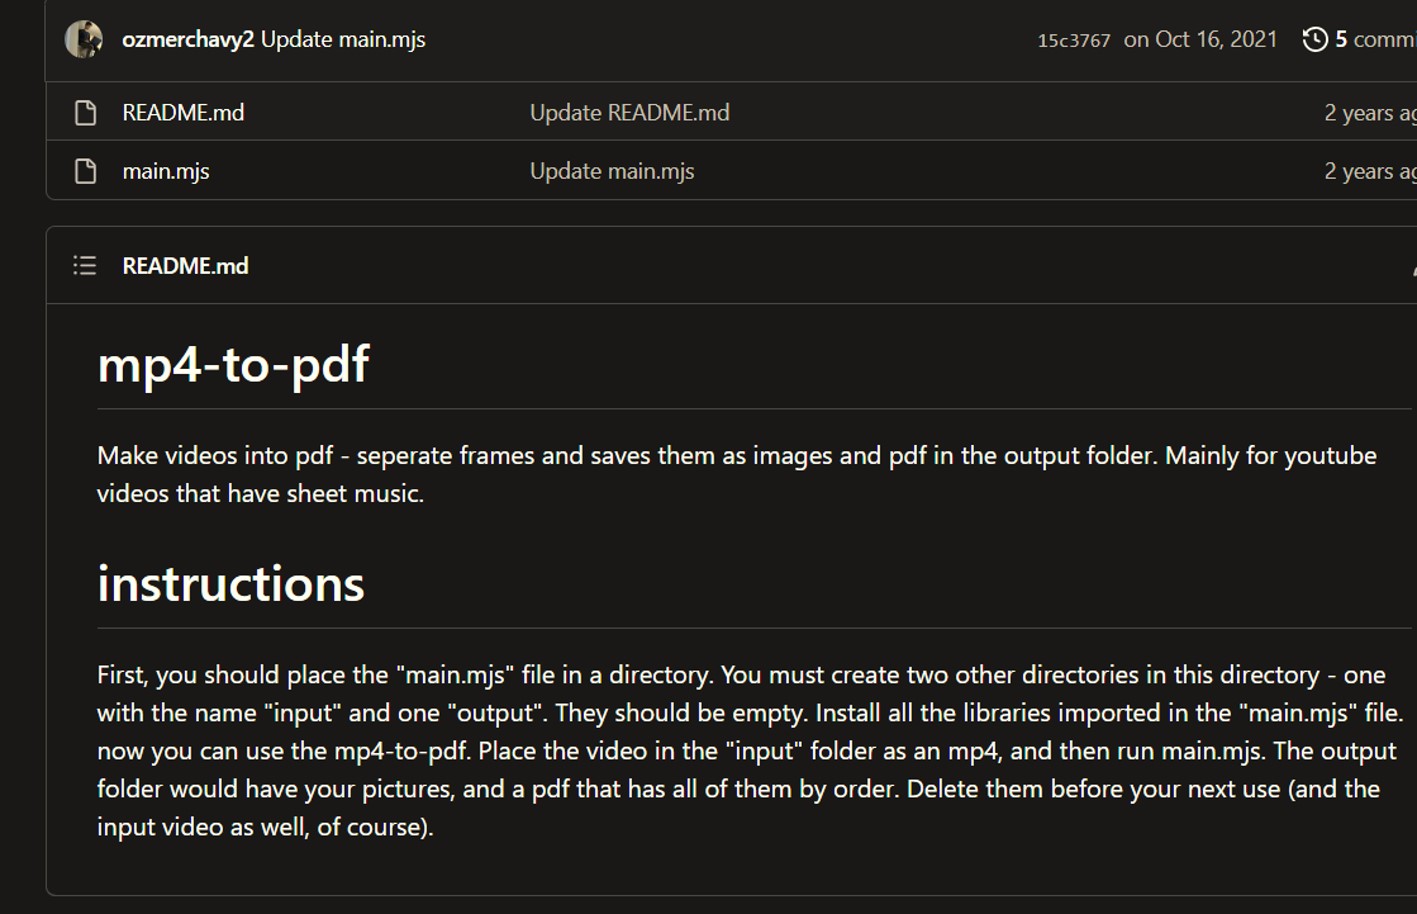 ozmerchavy2 Update main.mjs 15c3767 on Oct 16, 2021 5 commi
README.md Update README.md 2 years ag
main.mjs Update main.mjs 2 years ag
README.md
mp4-to-pdf
Make videos into pdf - seperate frames and saves them as images and pdf in the output folder. Mainly for youtube
videos that have sheet music.
instructions
First, you should place the "main.mjs" file in a directory. You must create two other directories in this directory - one
with the name "input" and one "output". They should be empty. Install all the libraries imported in the "main.mjs" file.
now you can use the mp4-to-pdf. Place the video in the "input" folder as an mp4, and then run main.mjs. The output
folder would have your pictures, and a pdf that has all of them by order. Delete them before your next use (and the
input video as well, of course).